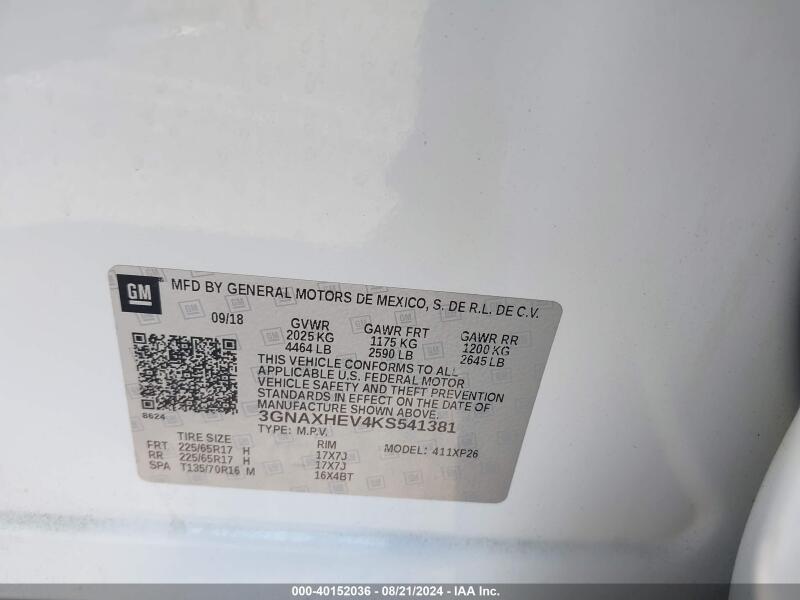 GM
MFD BY GENERAL MOTORS DE MEXICO, S. DE R.L. DE C.V.
09/18
GVWR GAWR FRT GAWR RR
2025 KG 1175 KG 1200 KG
4464 LB 2590 LB 2645 LB
THIS VEHICLE CONFORMS TO ALL
APPLICABLE U.S. FEDERAL MOTOR
VEHICLE SAFETY AND THEFT PREVENTION
STANDARDS IN EFFECT ON THE DATE OF
MANUFACTURE SHOWN ABOVE.
8624
3GNAXHEV4KS541381
TYPE: M.P.V.
TIRE SIZE RIM MODEL: 411XP26
FRT 225/65R17 H 17X7J
RR 225/65R17 H 17X7J
SPA T135/70R16 M 16X4BT
000-40152036 - 08/21/2024 - IAA Inc.